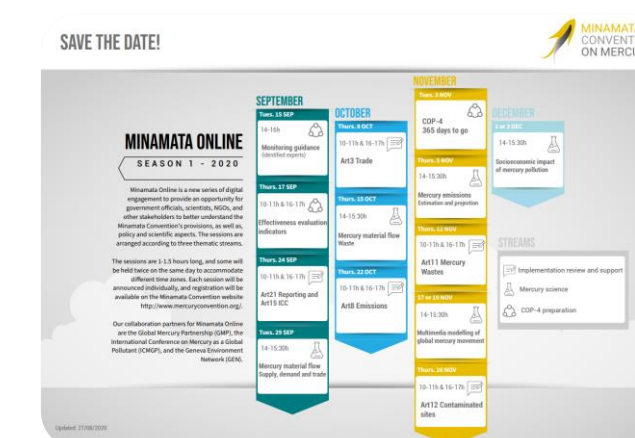 SAVE THE DATE!
MINAMATA
CONVENT
ON MERCU
MINAMATA ONLINE
SEASON 1 - 2020
Minamata Online is a new series of digital
engagement to provide an opportunity for
government officials, scientists, NGOs, and
other stakeholders to better understand the
Minamata Convention's provisions, as well as,
policy and scientific aspects. The sessions are
arranged according to three thematic streams.
The sessions are 1-1.5 hours long, and some will
be held twice on the same day to accommodate
different time zones. Each session will be
announced individually, and registration will be
available on the Minamata Convention website
http://www.mercuryconvention.org/.
Our collaboration partners for Minamata Online
are the Global Mercury Partnership (GMP), the
International Conference on Mercury as a Global
Pollutant (ICMGP), and the Geneva Environment
Network (GEN).
Updated: 27/08/2020
SEPTEMBER
Tues. 15 SEP
14-16h
Monitoring guidance
(identified experts)
Thurs. 17 SEP
10-11h & 16-17h
Effectiveness evaluation
indicators
Thurs. 24 SEP
10-11h & 16-17h
Art21 Reporting and
Art15 ICC
Tues. 29 SEP
14-15:30h
Mercury material flow
Supply, demand and trade
OCTOBER
Thurs. 8 OCT
10-11h & 16-17h
Art3 Trade
Thurs. 15 OCT
14-15:30h
Mercury material flow
Waste
Thurs. 22 OCT
10-11h & 16-17h
Art8 Emissions
NOVEMBER
Tues. 3 NOV
COP-4
365 days to go
Thurs. 5 NOV
14-15:30h
Mercury emissions
Estimation and projection
Thurs. 12 NOV
10-11h & 16-17h
Art11 Mercury
Wastes
17 or 19 NOV
14-15:30h
Multimedia modelling of
global mercury movement
Thurs. 26 NOV
10-11h & 16-17h
Art12 Contaminated
sites
DECEMBER
1 or 3 DEC
14-15:30h
Socioeconomic impact
of mercury pollution
STREAMS
Implementation review and support
Mercury science
COP-4 preparation